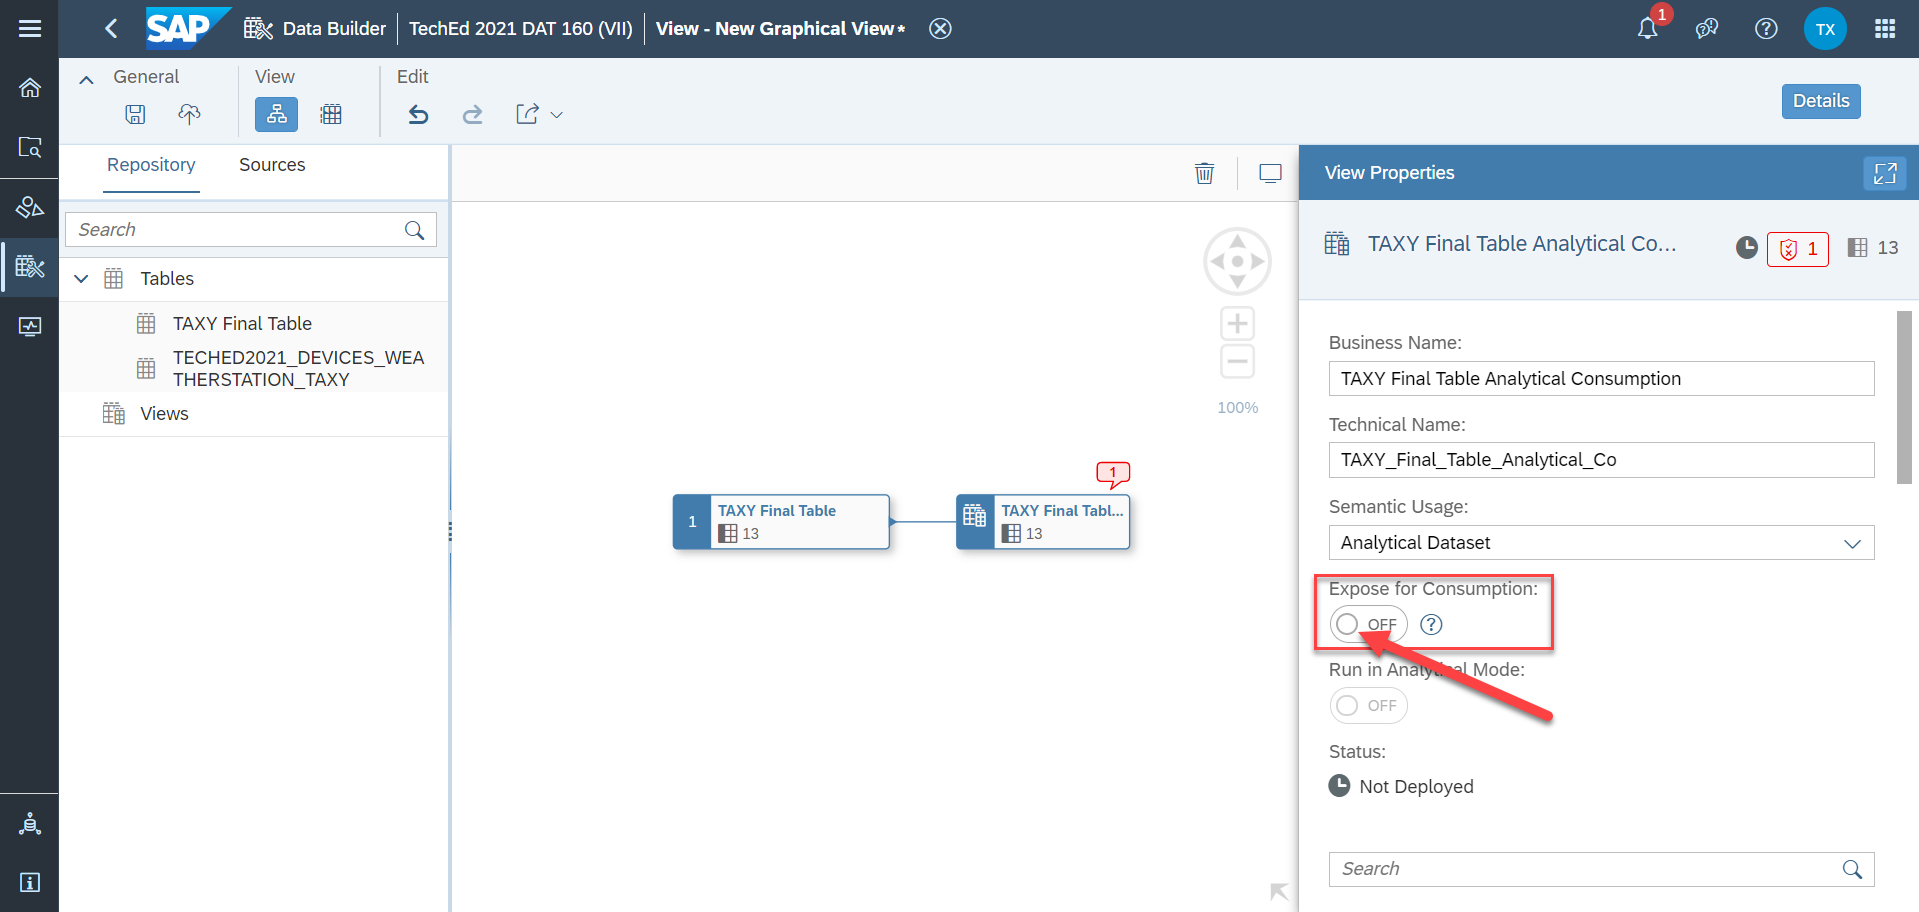 SAP
Data Builder
TechEd 2021 DAT 160 (VII)
View - New Graphical View*
1
TX
General
View
Edit
Details
Repository
Sources
Search
Tables
TAXY Final Table
TECHED2021_DEVICES_WEA
THERSTATION_TAXY
Views
100%
1
1
TAXY Final Table
13
TAXY Final Tabl...
13
View Properties
TAXY Final Table Analytical Co...
1
13
Business Name:
TAXY Final Table Analytical Consumption
Technical Name:
TAXY_Final_Table_Analytical_Co
Semantic Usage:
Analytical Dataset
Expose for Consumption:
OFF
Run in Analytical Mode:
OFF
Status:
Not Deployed
Search